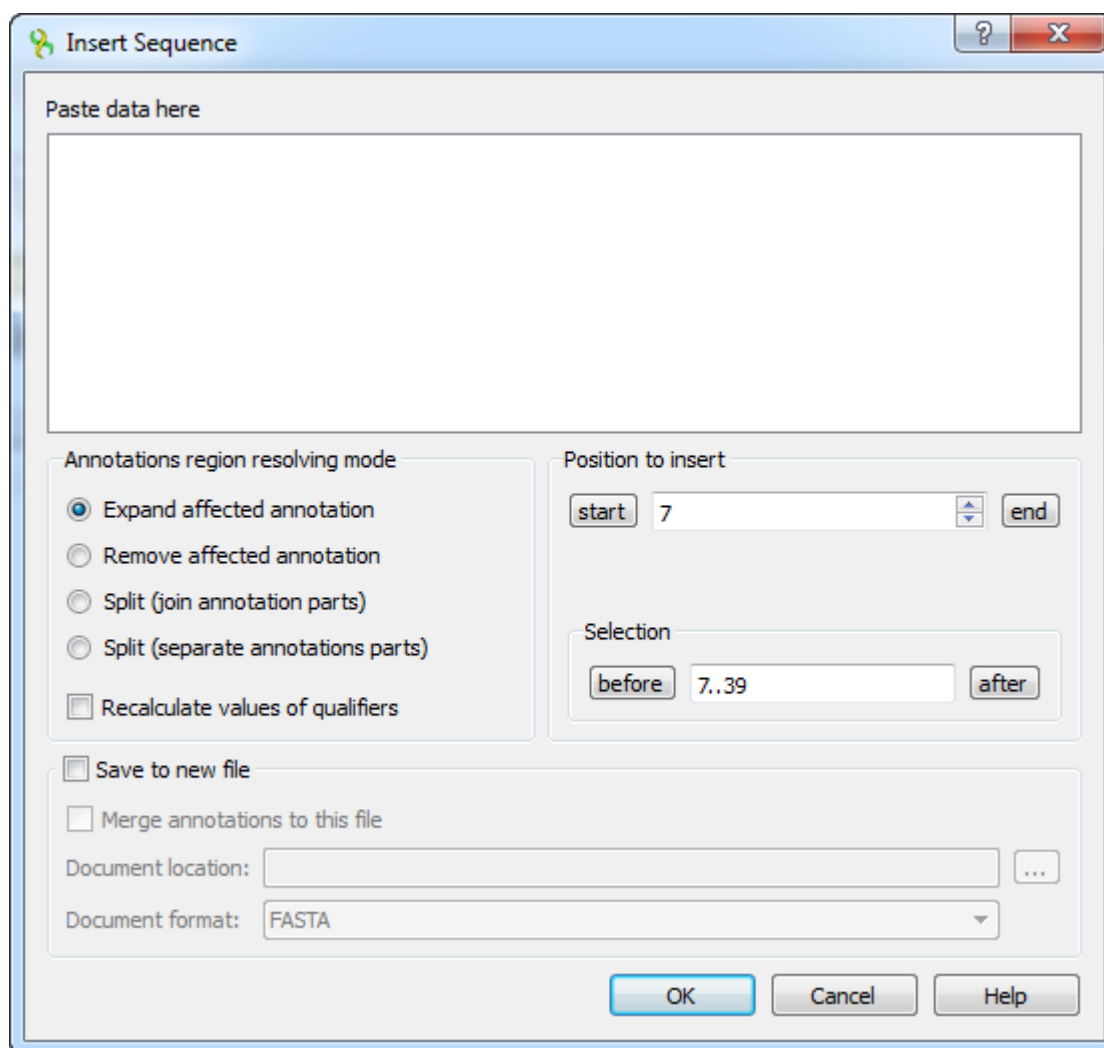 Insert Sequence
Paste data here
Annotations region resolving mode
Expand affected annotation
Remove affected annotation
Split (join annotation parts)
Split (separate annotations parts)
Recalculate values of qualifiers
Position to insert
start 7 end
Selection
before 7..39 after
Save to new file
Merge annotations to this file
Document location: ...
Document format: FASTA
OK Cancel Help